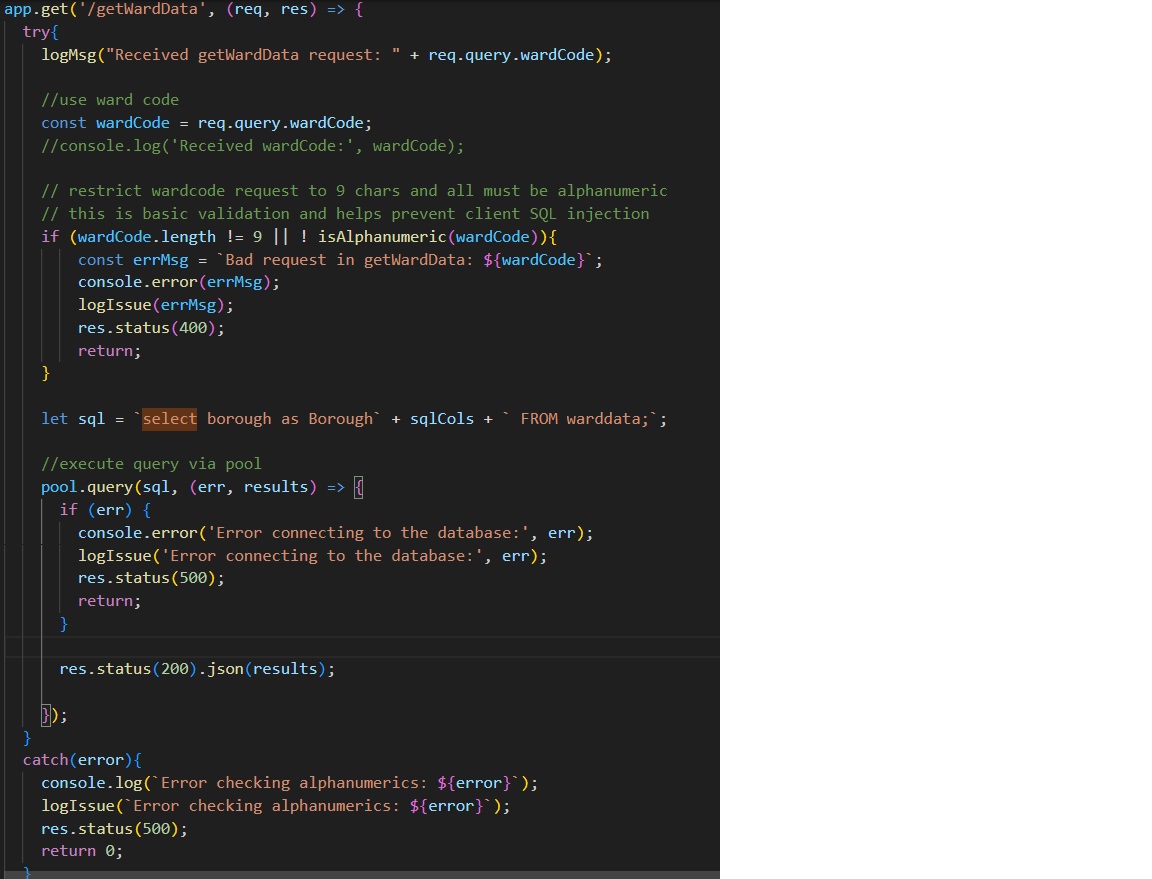 app.get('/getWardData', (req, res) => {
try{
logMsg("Received getWardData request: " + req.query.wardCode);
//use ward code
const wardCode = req.query.wardCode;
//console.log('Received wardCode:', wardCode);
// restrict wardcode request to 9 chars and all must be alphanumeric
// this is basic validation and helps prevent client SQL injection
if (wardCode.length != 9 || ! isAlphanumeric(wardCode)){
const errMsg = `Bad request in getWardData: ${wardCode}`;
console.error(errMsg);
logIssue(errMsg);
res.status(400);
return;
}
let sql = `select borough as Borough` + sqlCols + ` FROM warddata;`;
//execute query via pool
pool.query(sql, (err, results) => {
if (err) {
console.error('Error connecting to the database:', err);
logIssue('Error connecting to the database:', err);
res.status(500);
return;
}
res.status(200).json(results);
});
}
catch(error){
console.log(`Error checking alphanumerics: ${error}`);
logIssue(`Error checking alphanumerics: ${error}`);
res.status(500);
return 0;
}